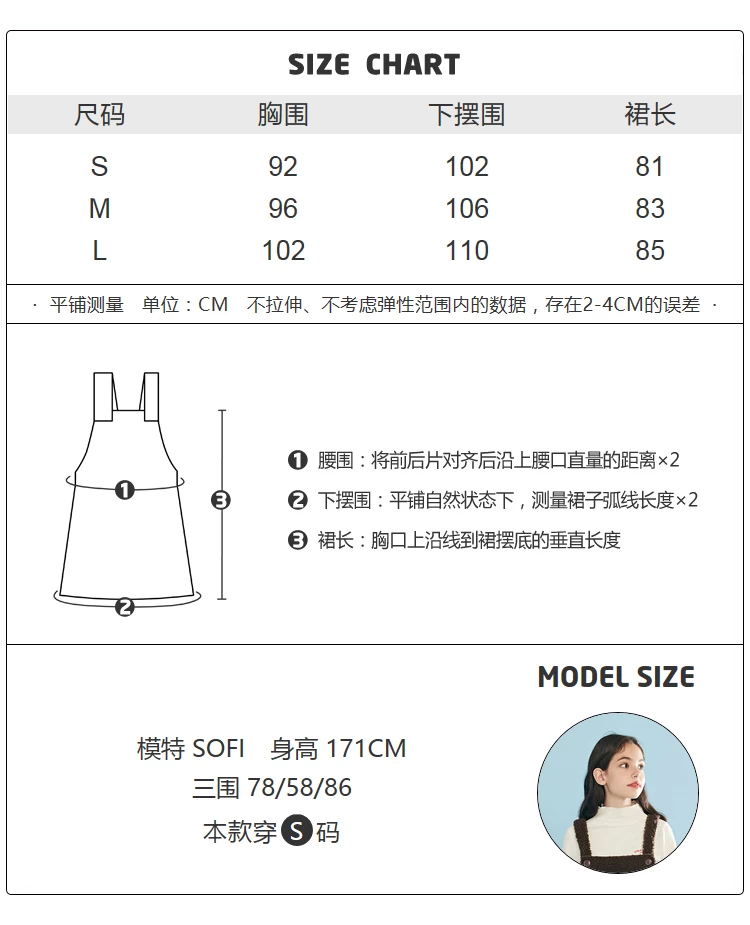 SIZE CHART
尺码 胸围 下摆围 裙长
S 92 102 81
M 96 106 83
L 102 110 85
· 平铺测量 单位：CM 不拉伸、不考虑弹性范围内的数据，存在2-4CM的误差 ·
1 腰围：将前后片对齐后沿上腰口直量的距离×2
3
1
2 下摆围：平铺自然状态下，测量裙子弧线长度×2
3 裙长：胸口上沿线到裙摆底的垂直长度
2
MODEL SIZE
模特 SOFI 身高 171CM
三围 78/58/86
本款穿 S 码